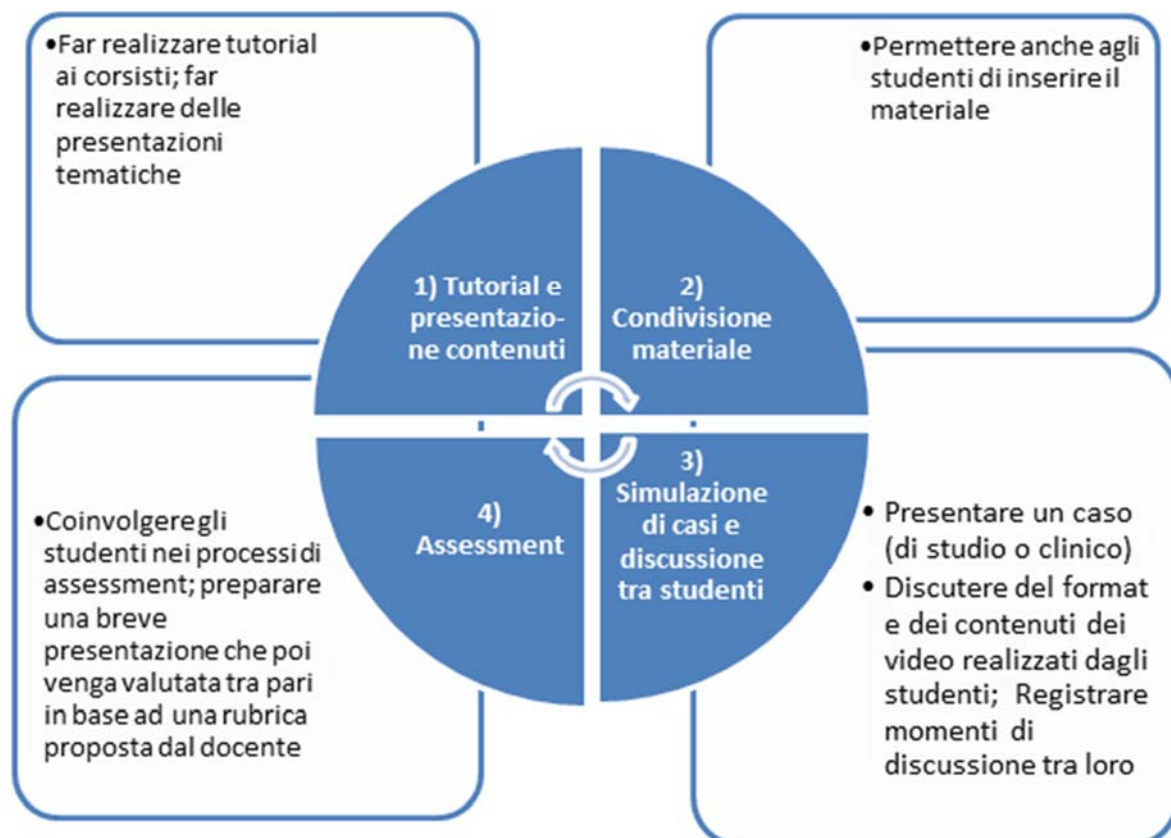 •Far realizzare tutorial
ai corsisti; far
realizzare delle
presentazioni
tematiche
•Permettere anche agli
studenti di inserire il
materiale
1) Tutorial e
presentazio-
ne contenuti
2)
Condivisione
materiale
•Coinvolgere gli
studenti nei processi di
assessment; preparare
una breve
presentazione che poi
venga valutata tra pari
in base ad una rubrica
proposta dal docente
4)
Assessment
3)
Simulazione
di casi e
discussione
tra studenti
• Presentare un caso
(di studio o clinico)
• Discutere del format
e dei contenuti dei
video realizzati dagli
studenti; Registrare
momenti di
discussione tra loro